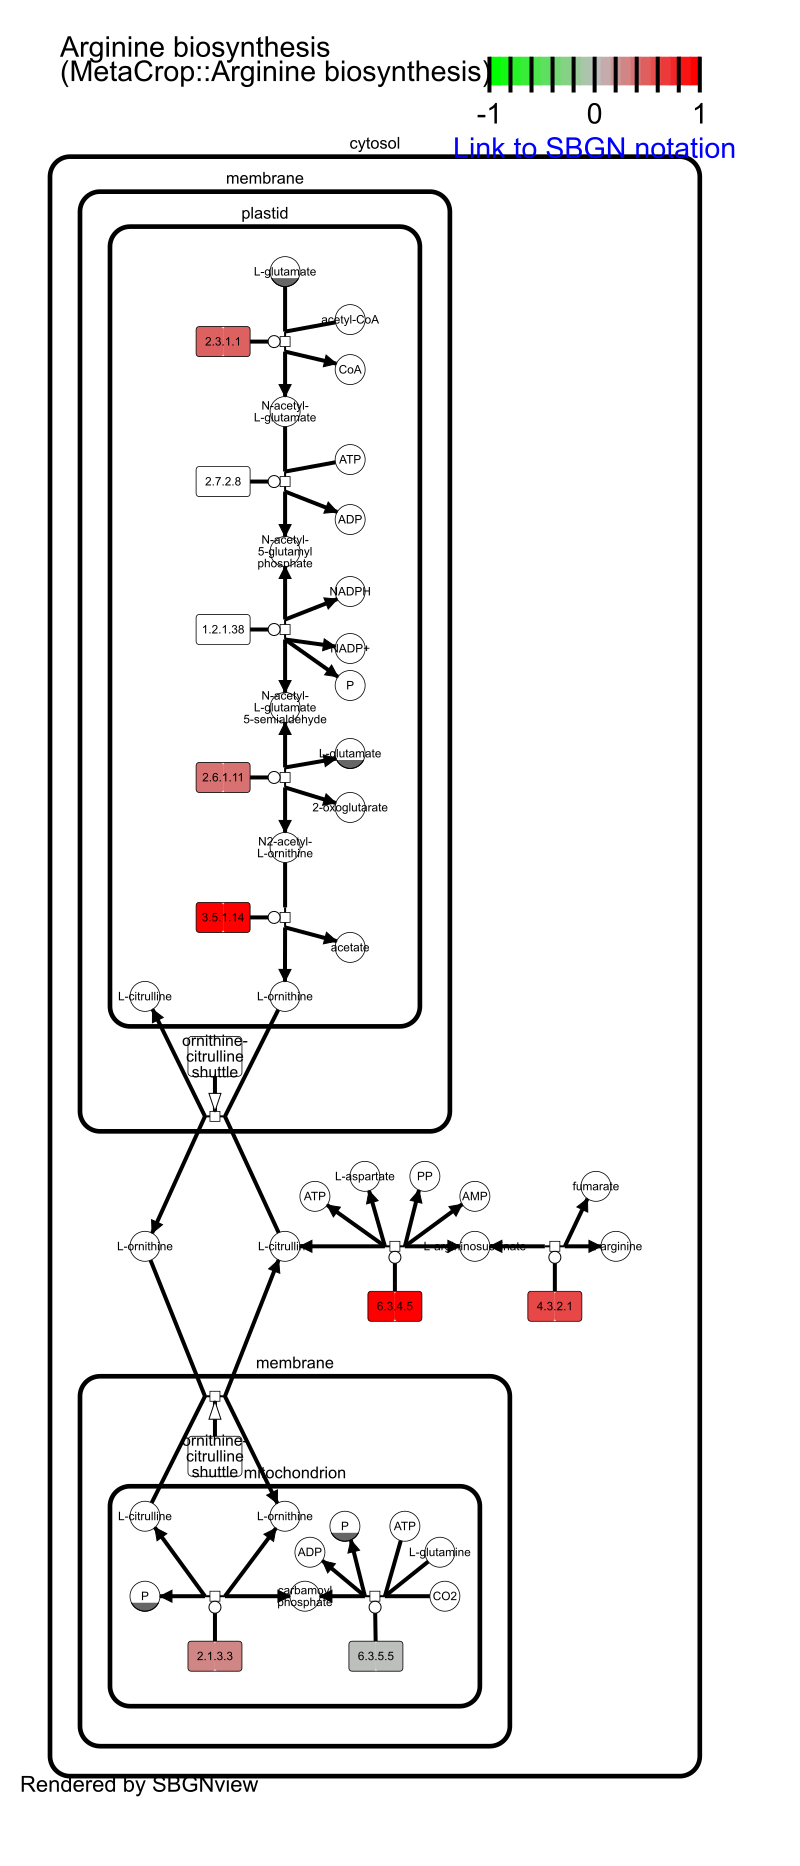 Arginine biosynthesis
(MetaCrop::Arginine biosynthesis)
-1
0
1
Link to SBGN notation
cytosol
membrane
plastid
L-glutamate
acetyl-CoA
2.3.1.1
CoA
N-acetyl-
L-glutamate
ATP
2.7.2.8
ADP
N-acetyl-
5-glutamyl
phosphate
NADPH
1.2.1.38
NADP+
P
N-acetyl-
L-glutamate
5-semialdehyde
L-glutamate
2.6.1.11
2-oxoglutarate
N2-acetyl-
L-ornithine
3.5.1.14
acetate
L-citrulline
L-ornithine
ornithine-
citrulline
shuttle
L-aspartate
PP
ATP
AMP
fumarate
L-ornithine
L-citrulline
L-argininosuccinate
arginine
6.3.4.5
4.3.2.1
membrane
ornithine-
citrulline
shuttle
mitochondrion
L-citrulline
L-ornithine
P
ATP
ADP
L-glutamine
P
carbamoyl
phosphate
CO2
2.1.3.3
6.3.5.5
Rendered by SBGNview